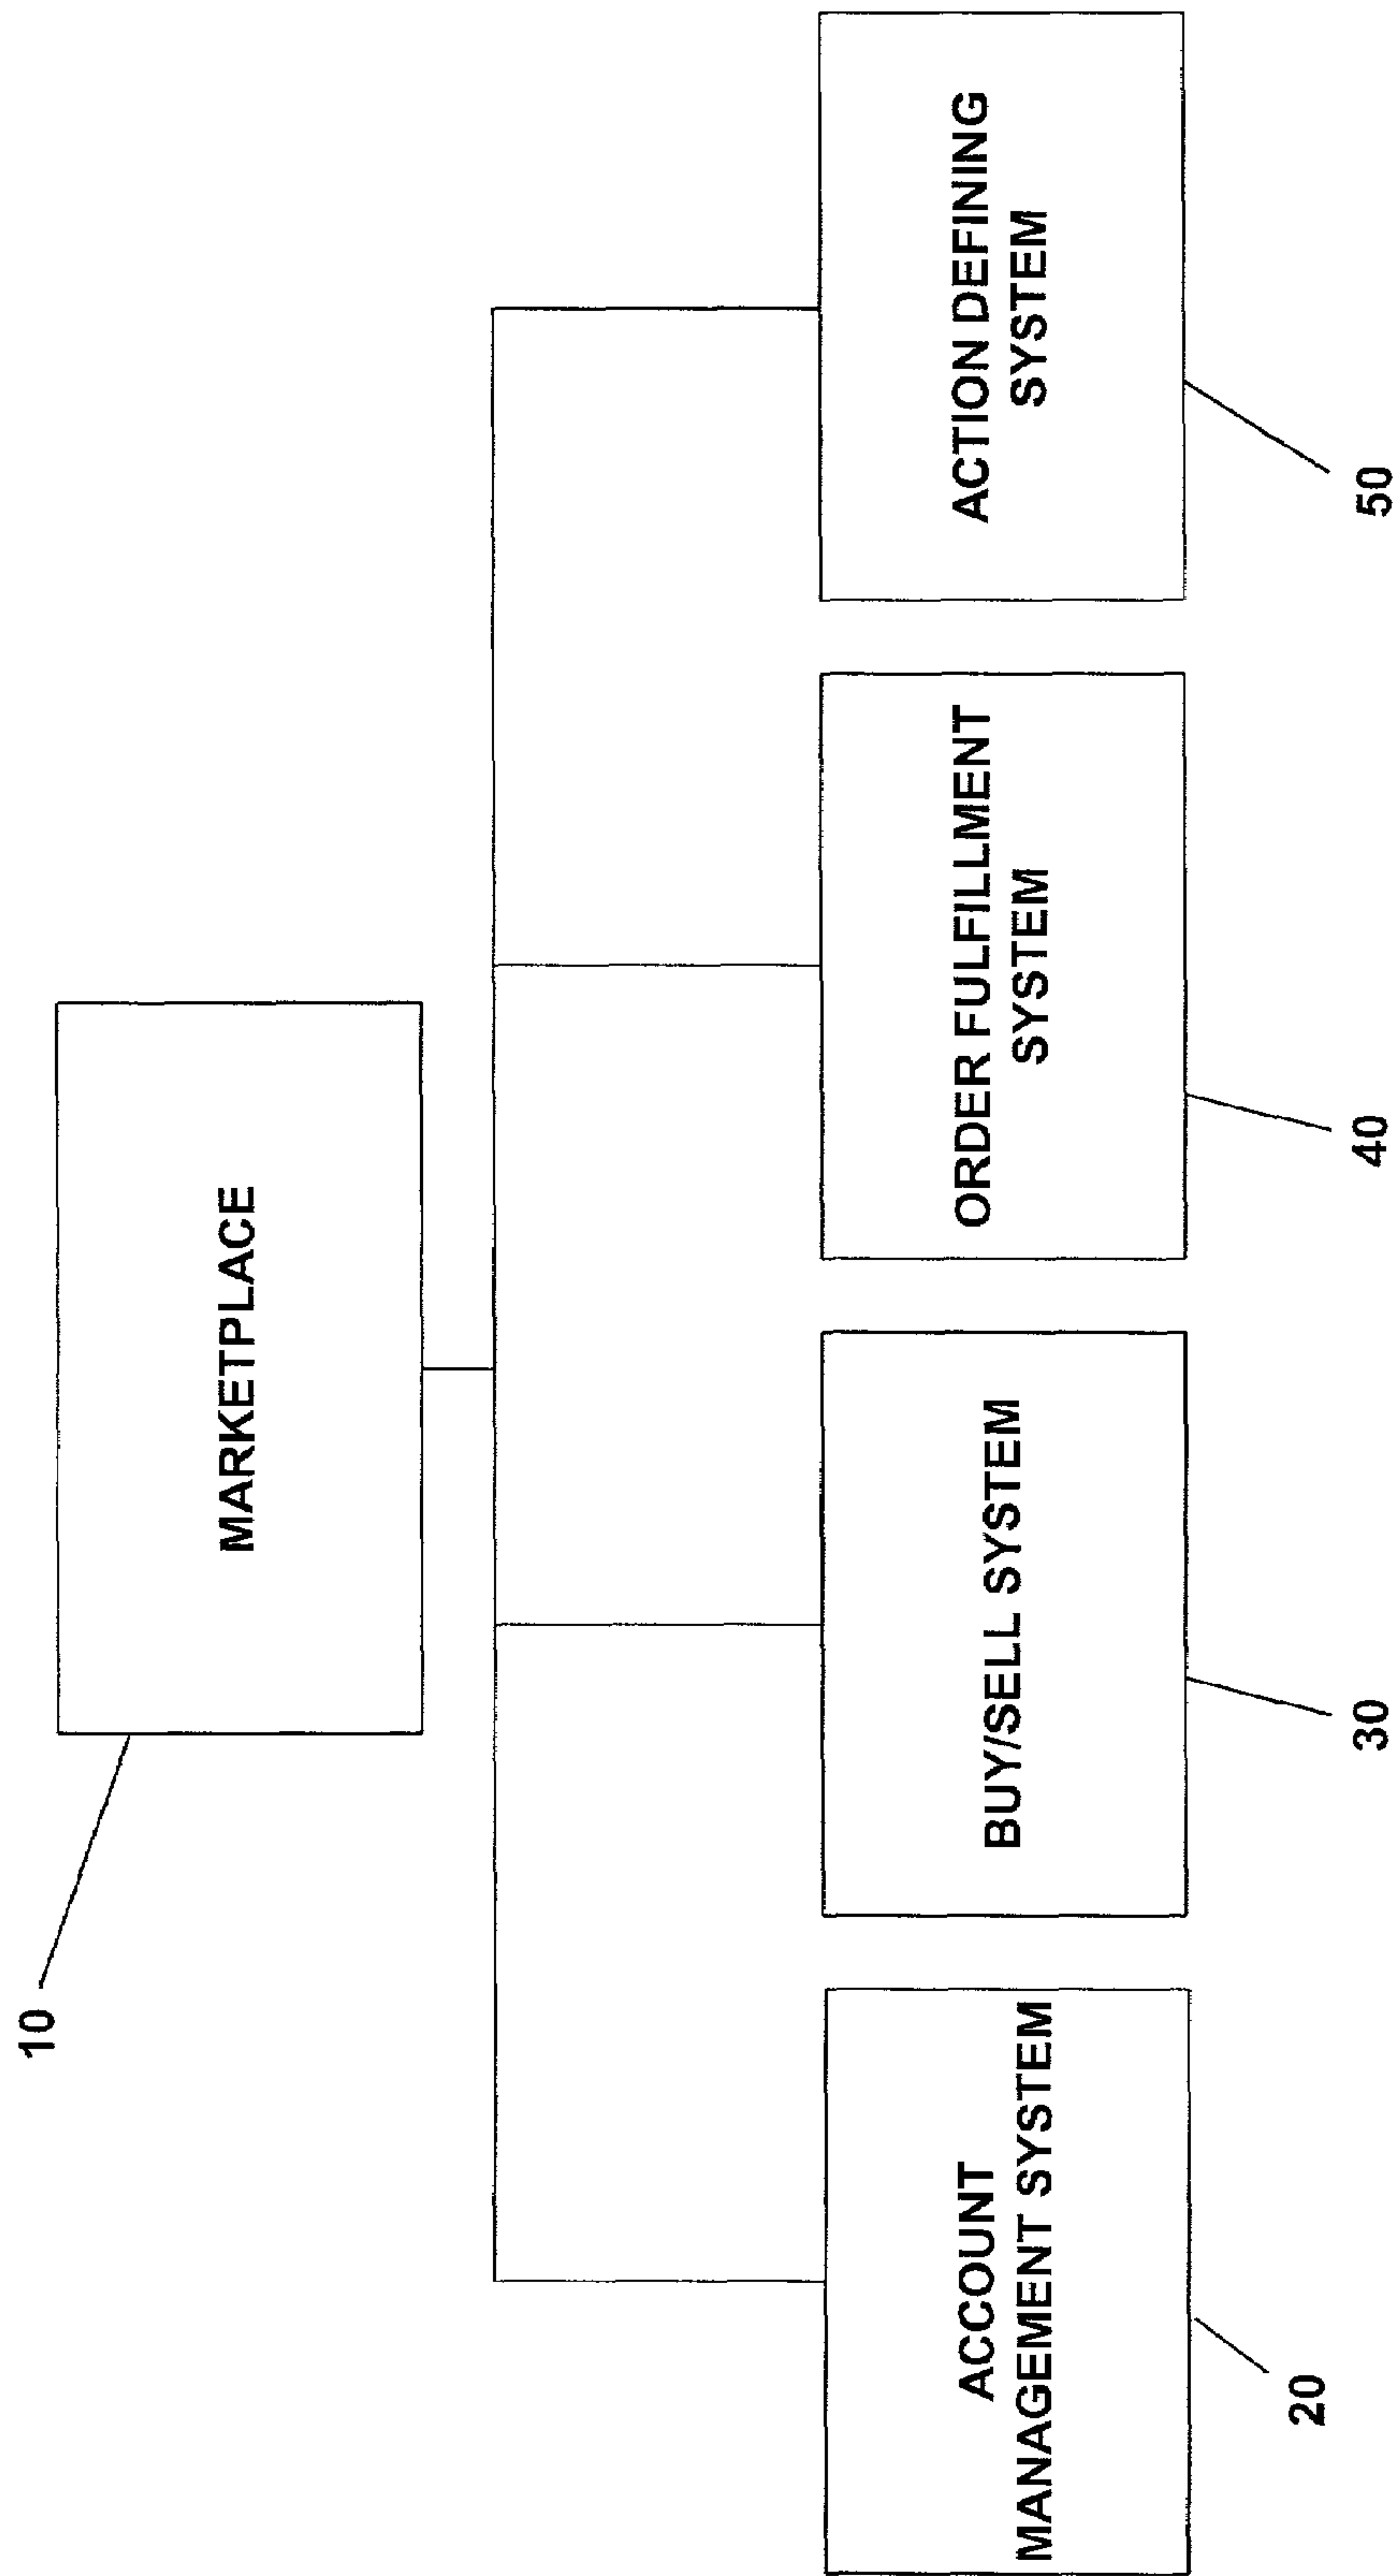 10
MARKETPLACE
ACCOUNT
MANAGEMENT SYSTEM
20
BUY/SELL SYSTEM
30
ORDER FULFILLMENT
SYSTEM
40
ACTION DEFINING
SYSTEM
50